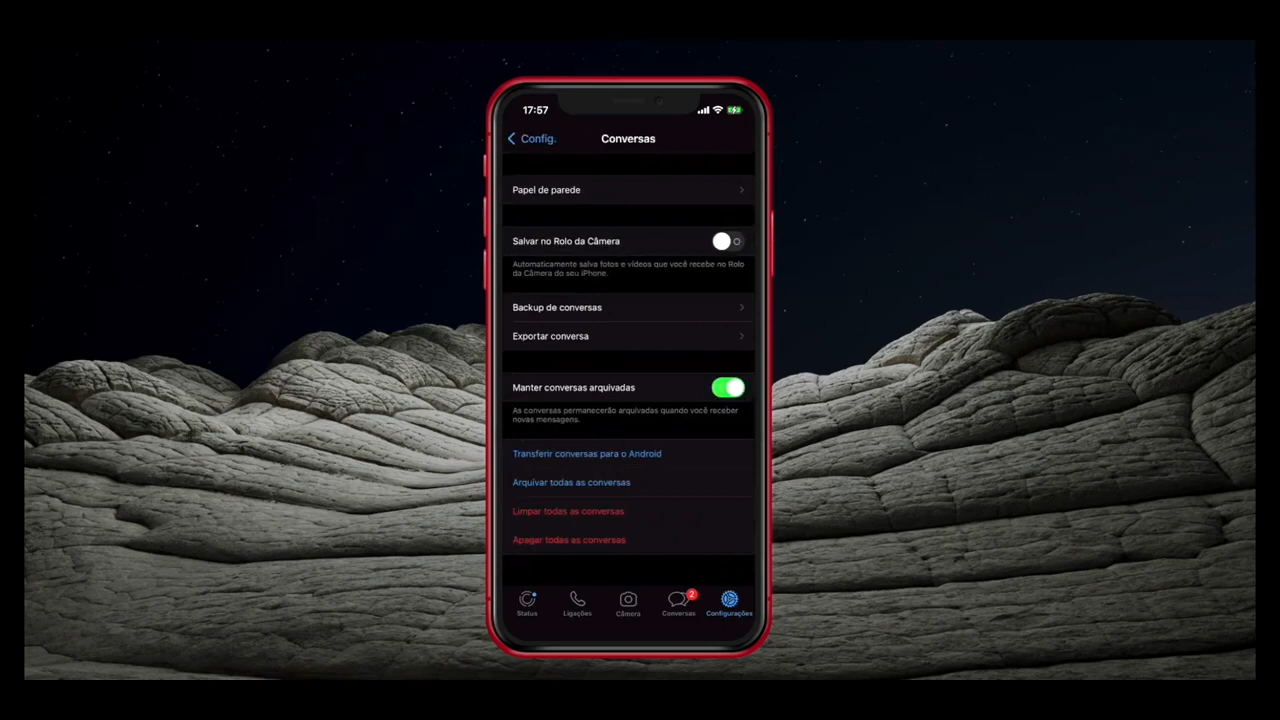 17:57
Config.
Conversas
Papel de parede
Salvar no Rolo da Câmera
Automaticamente salva fotos e vídeos que você recebe no Rolo
da Câmera do seu iPhone.
Backup de conversas
Exportar conversa
Manter conversas arquivadas
As conversas permanecerão arquivadas quando você receber
novas mensagens.
Transferir conversas para o Android
Arquivar todas as conversas
Limpar todas as conversas
Apagar todas as conversas
2
Status
Ligações
Câmera
Conversas
Configurações